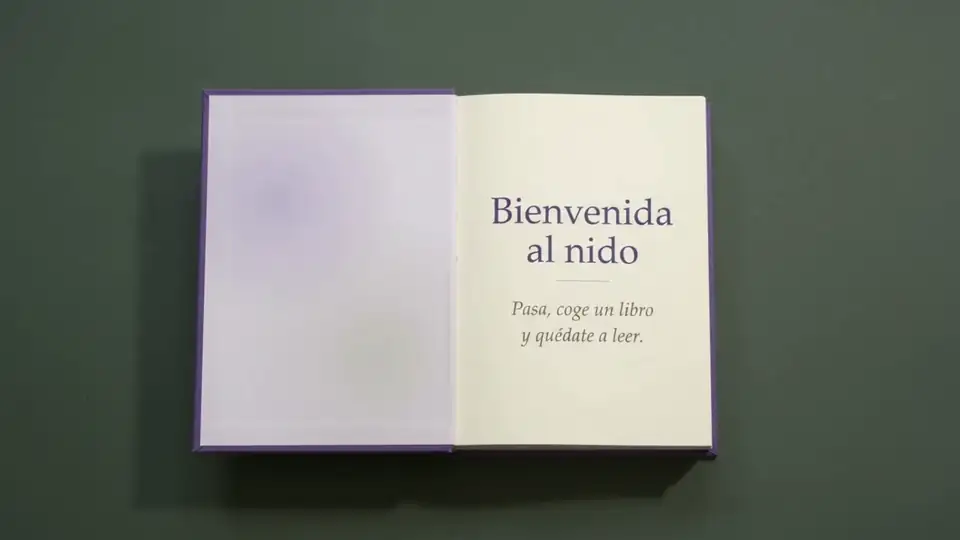 Bienvenida
al nido
Pasa, coge un libro
y quédate a leer.